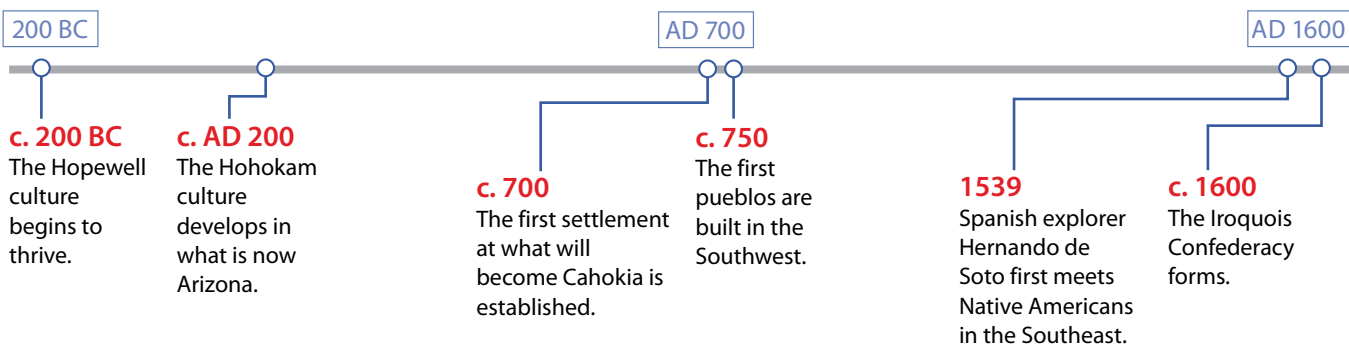 200 BC
AD 700
AD 1600
c. 200 BC
The Hopewell
culture
begins to
thrive.
c. AD 200
The Hohokam
culture
develops in
what is now
Arizona.
c. 700
The first settlement
at what will
become Cahokia is
established.
c. 750
The first
pueblos are
built in the
Southwest.
1539
Spanish explorer
Hernando de
Soto first meets
Native Americans
in the Southeast.
c. 1600
The Iroquois
Confederacy
forms.